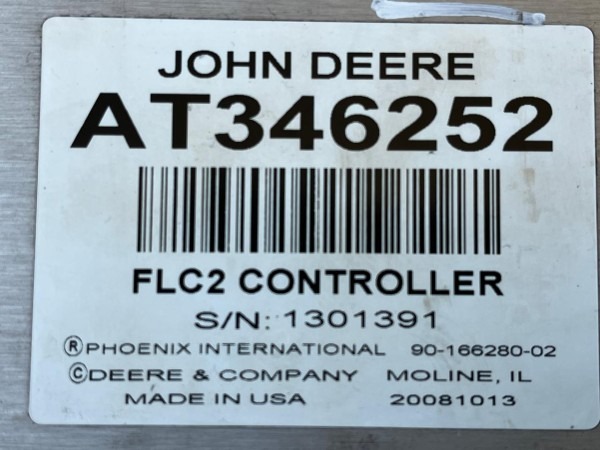 JOHN DEERE
AT346252
FLC2 CONTROLLER
S/N: 1301391
®PHOENIX INTERNATIONAL 90-166280-02
©DEERE & COMPANY MOLINE, IL
MADE IN USA 20081013